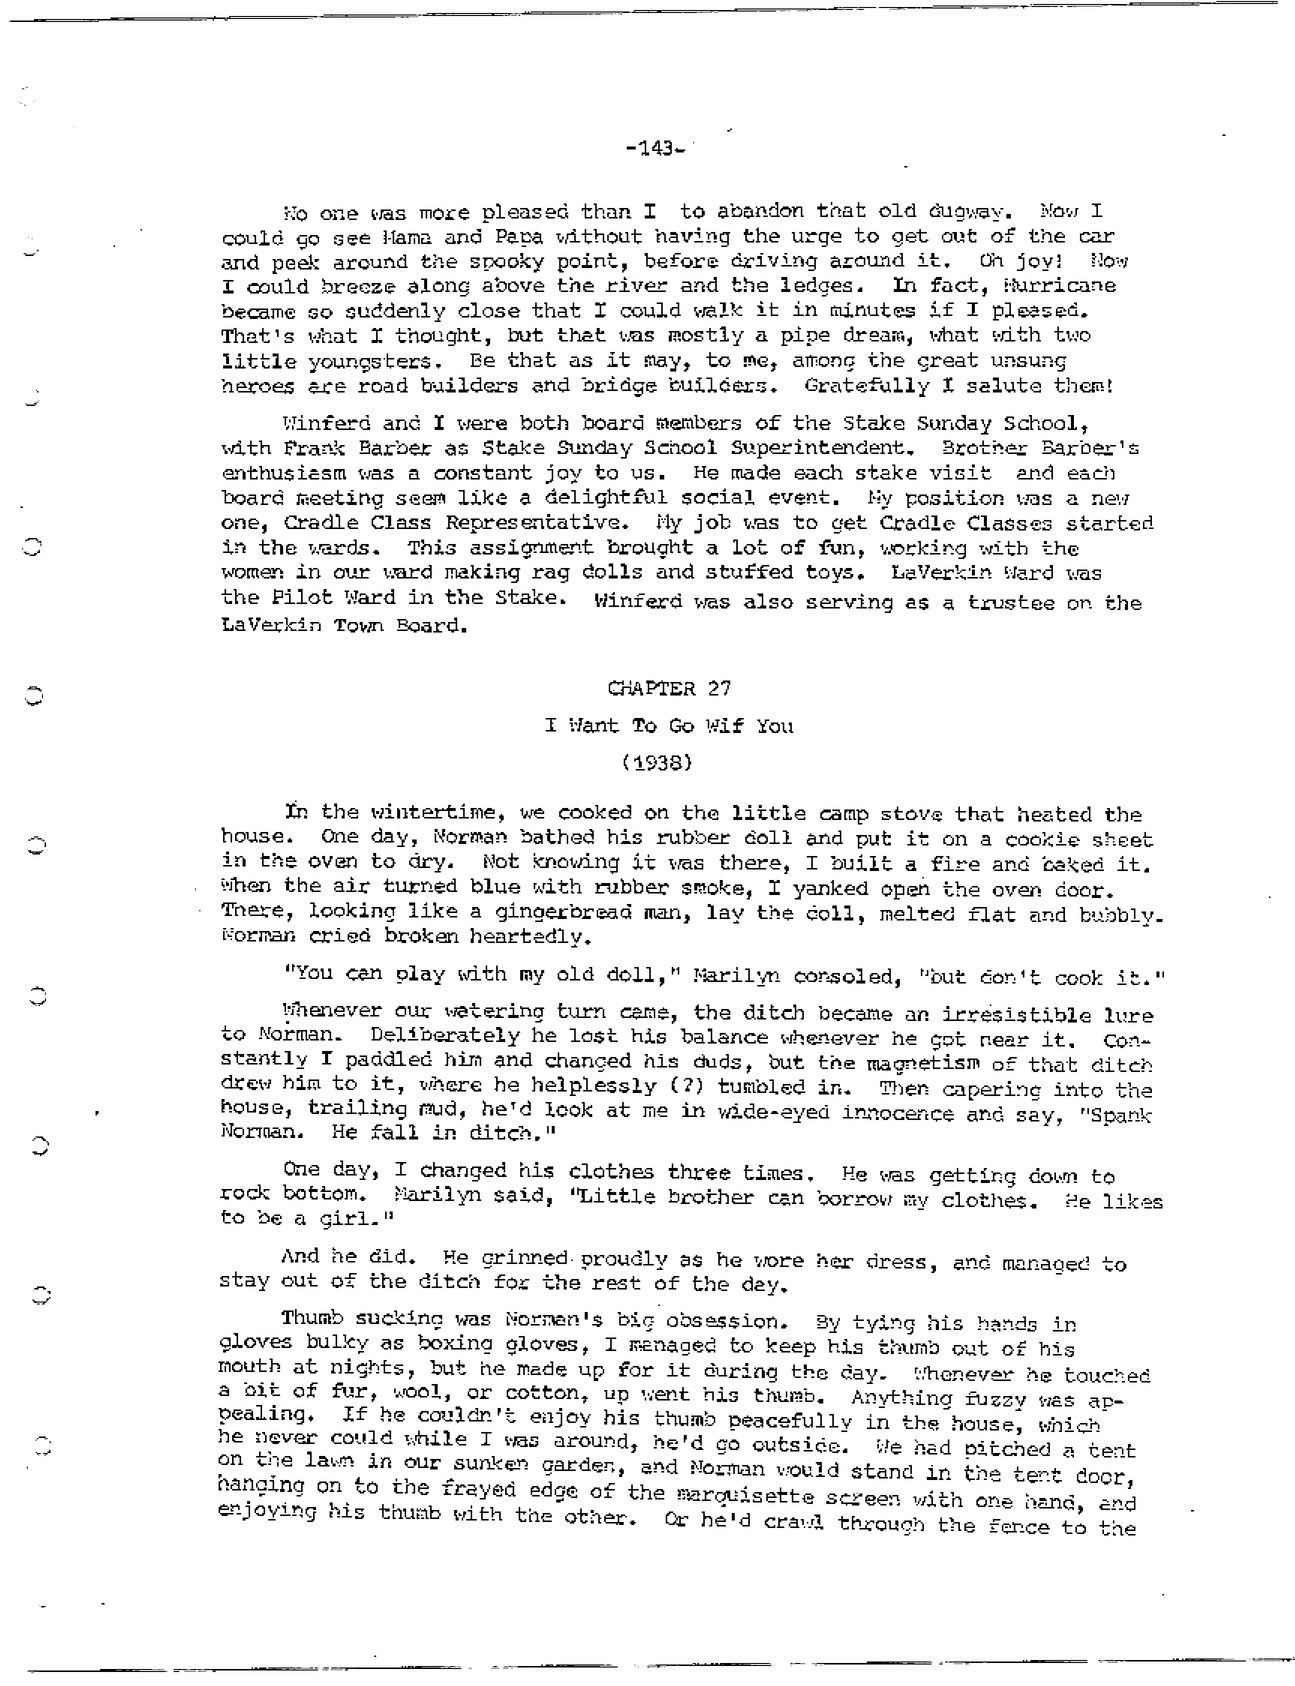 -143-
No one was more pleased than I to abandon that old dugway. Now I
could go see Mama and Papa without having the urge to get out of the car
and peek around the spooky point, before driving around it. Oh joy! Now
I could breeze along above the river and the ledges. In fact, Hurricane
became so suddenly close that I could walk it in minutes if I pleased.
That's what I thought, but that was mostly a pipe dream, what with two
little youngsters. Be that as it may, to me, among the great unsung
heroes are road builders and bridge builders. Gratefully I salute them!
Winferd and I were both board members of the Stake Sunday School,
with Frank Barber as Stake Sunday School Superintendent. Brother Barber's
enthusiasm was a constant joy to us. He made each stake visit and each
board meeting seem like a delightful social event. My position was a new
one, Cradle Class Representative. My job was to get Cradle Classes started
in the wards. This assignment brought a lot of fun, working with the
women in our ward making rag dolls and stuffed toys. LaVerkin Ward was
the Pilot Ward in the Stake. Winferd was also serving as a trustee on the
LaVerkin Town Board.
CHAPTER 27
I Want To Go Wif You
(1938)
In the wintertime, we cooked on the little camp stove that heated the
house. One day, Norman bathed his rubber doll and put it on a cookie sheet
in the oven to dry. Not knowing it was there, I built a fire and baked it.
When the air turned blue with rubber smoke, I yanked open the oven door.
There, looking like a gingerbread man, lay the doll, melted flat and bubbly.
Norman cried broken heartedly.
"You can play with my old doll," Marilyn consoled, "but don't cook it."
Whenever our watering turn came, the ditch became an irresistible lure
to Norman. Deliberately he lost his balance whenever he got near it. Con-
stantly I paddled him and changed his duds, but the magnetism of that ditch
drew him to it, where he helplessly (?) tumbled in. Then capering into the
house, trailing mud, he'd look at me in wide-eyed innocence and say, "Spank
Norman. He fall in ditch."
One day, I changed his clothes three times. He was getting down to
rock bottom. Marilyn said, "Little brother can borrow my clothes. He likes
to be a girl."
And he did. He grinned proudly as he wore her dress, and managed to
stay out of the ditch for the rest of the day.
Thumb sucking was Norman's big obsession. By tying his hands in
gloves bulky as boxing gloves, I managed to keep his thumb out of his
mouth at nights, but he made up for it during the day. Whenever he touched
a bit of fur, wool, or cotton, up went his thumb. Anything fuzzy was ap-
pealing. If he couldn't enjoy his thumb peacefully in the house, which
he never could while I was around, he'd go outside. We had pitched a tent
on the lawn in our sunken garden, and Norman would stand in the tent door,
hanging on to the frayed edge of the marquisette screen with one hand, and
enjoying his thumb with the other. Or he'd crawl through the fence to the